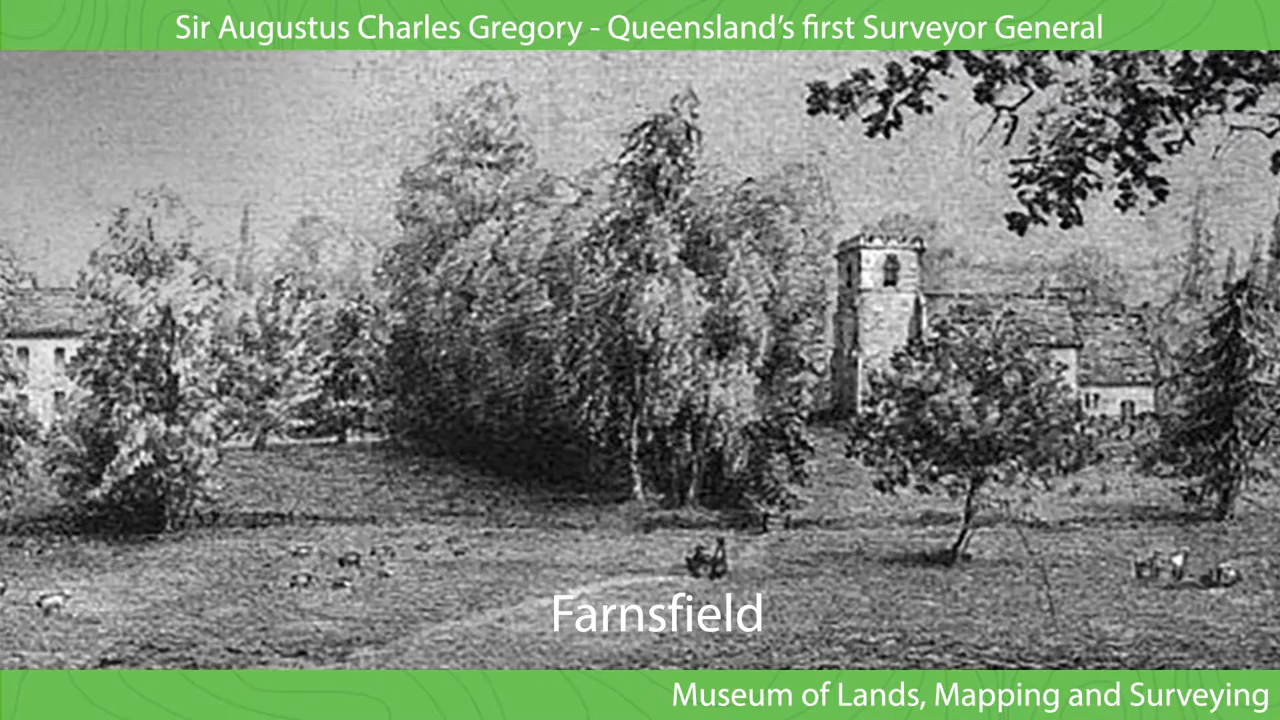 Sir Augustus Charles Gregory - Queensland’s first Surveyor General
Farnsfield
Museum of Lands, Mapping and Surveying